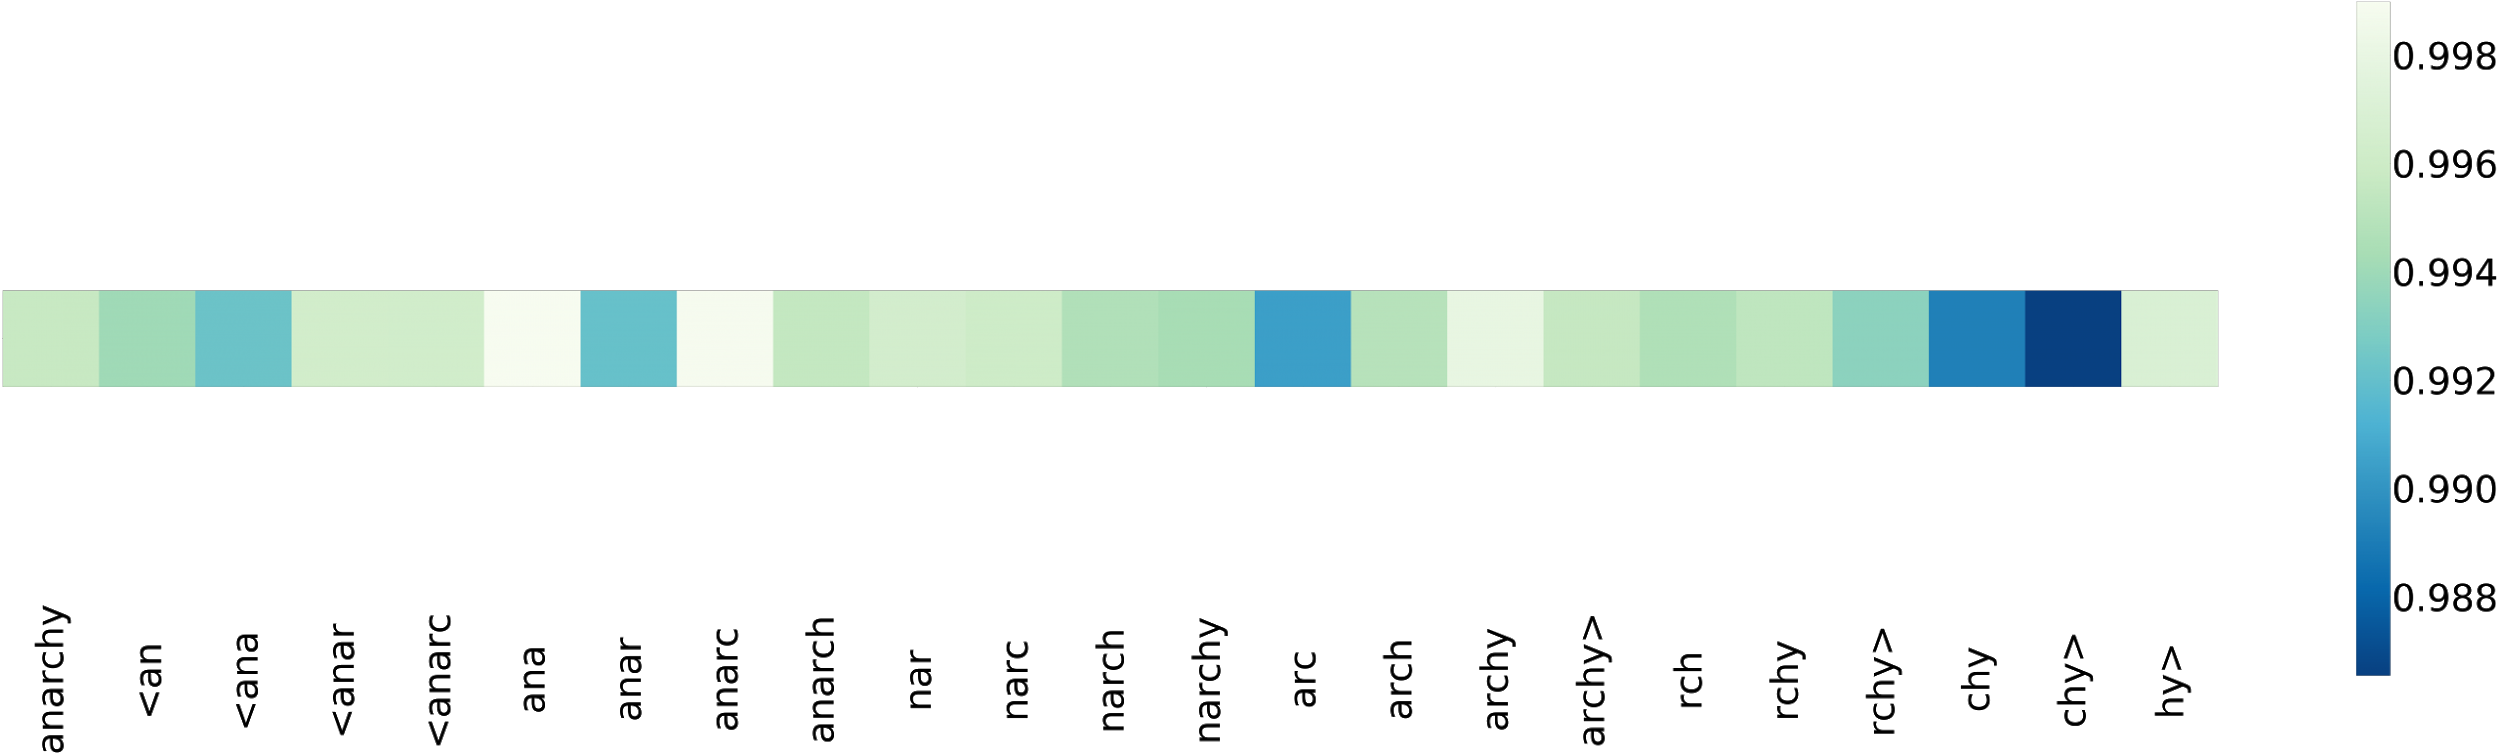 0.998
0.996
0.994
0.992
0.990
0.988
anarchy
<an
<ana
<anar
<anarc
ana
anar
anarc
anarch
nar
narc
narch
narchy
arc
arch
archy
archy>
rch
rchy
rchy>
chy
chy>
hy>